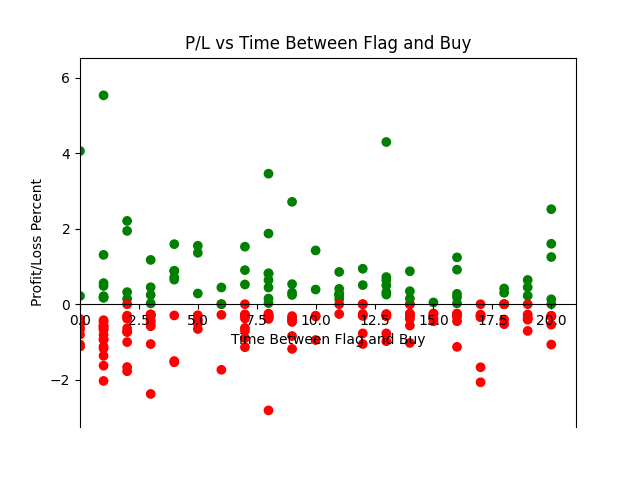 P/L vs Time Between Flag and Buy
Profit/Loss Percent
6
4
2
0
−2
0.0 2.5 5.0 7.5 10.0 12.5 15.0 17.5 20.0
Time Between Flag and Buy